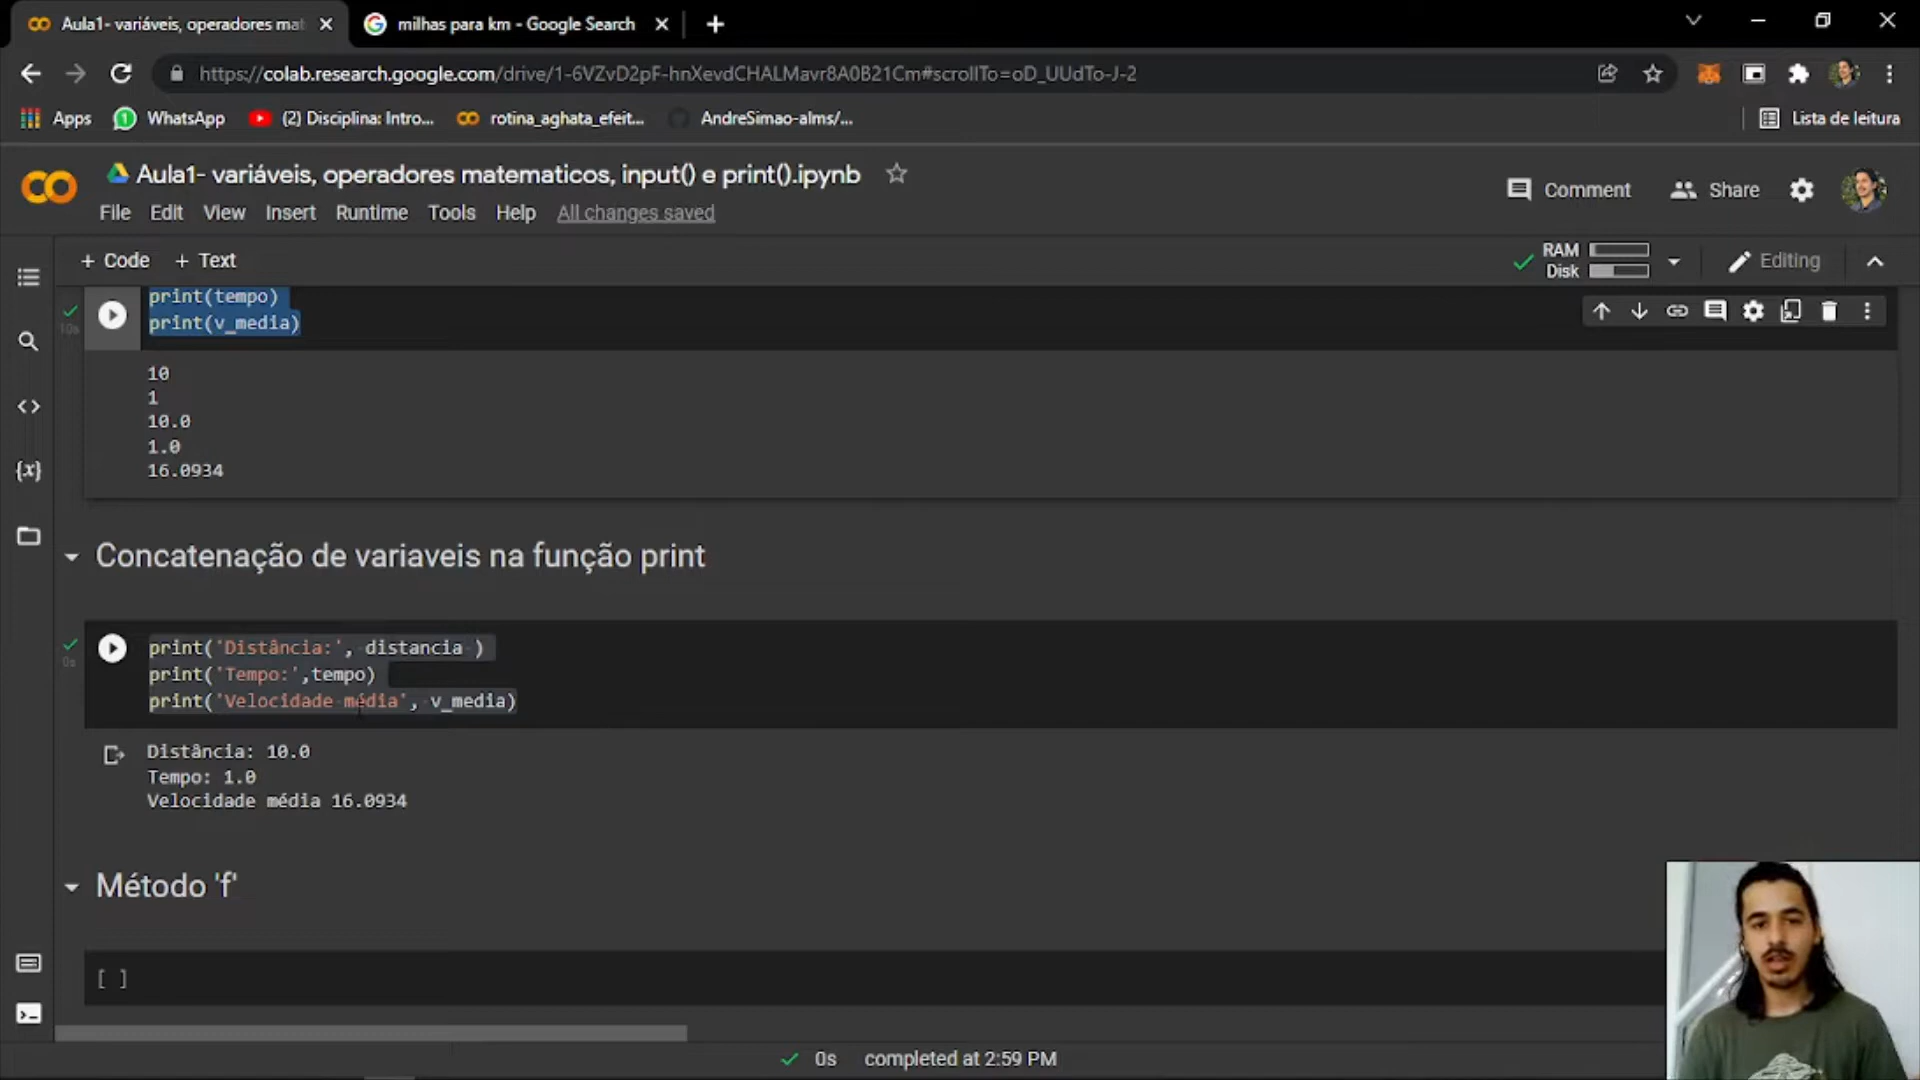 Aula1- variáveis, operadores mat
milhas para km - Google Search
https://colab.research.google.com/drive/1-6VZvD2pF-hnXevdCHALMavr8A0B21Cm#scrollTo=oD_UUdTo-J-2
Apps
WhatsApp
(2) Disciplina: Intro...
rotina_aghata_efeit...
AndreSimao-alms/...
Lista de leitura
Aula1- variáveis, operadores matematicos, input() e print().ipynb
Comment
Share
File Edit View Insert Runtime Tools Help All changes saved
+ Code + Text
RAM
Disk
Editing
print(tempo)
print(v_media)
10s
10
1
10.0
1.0
16.0934
Concatenação de variaveis na função print
print('Distância:', distancia )
print('Tempo:',tempo)
print('Velocidade média', v_media)
0s
Distância: 10.0
Tempo: 1.0
Velocidade média 16.0934
Método 'f'
[ ]
0s completed at 2:59 PM